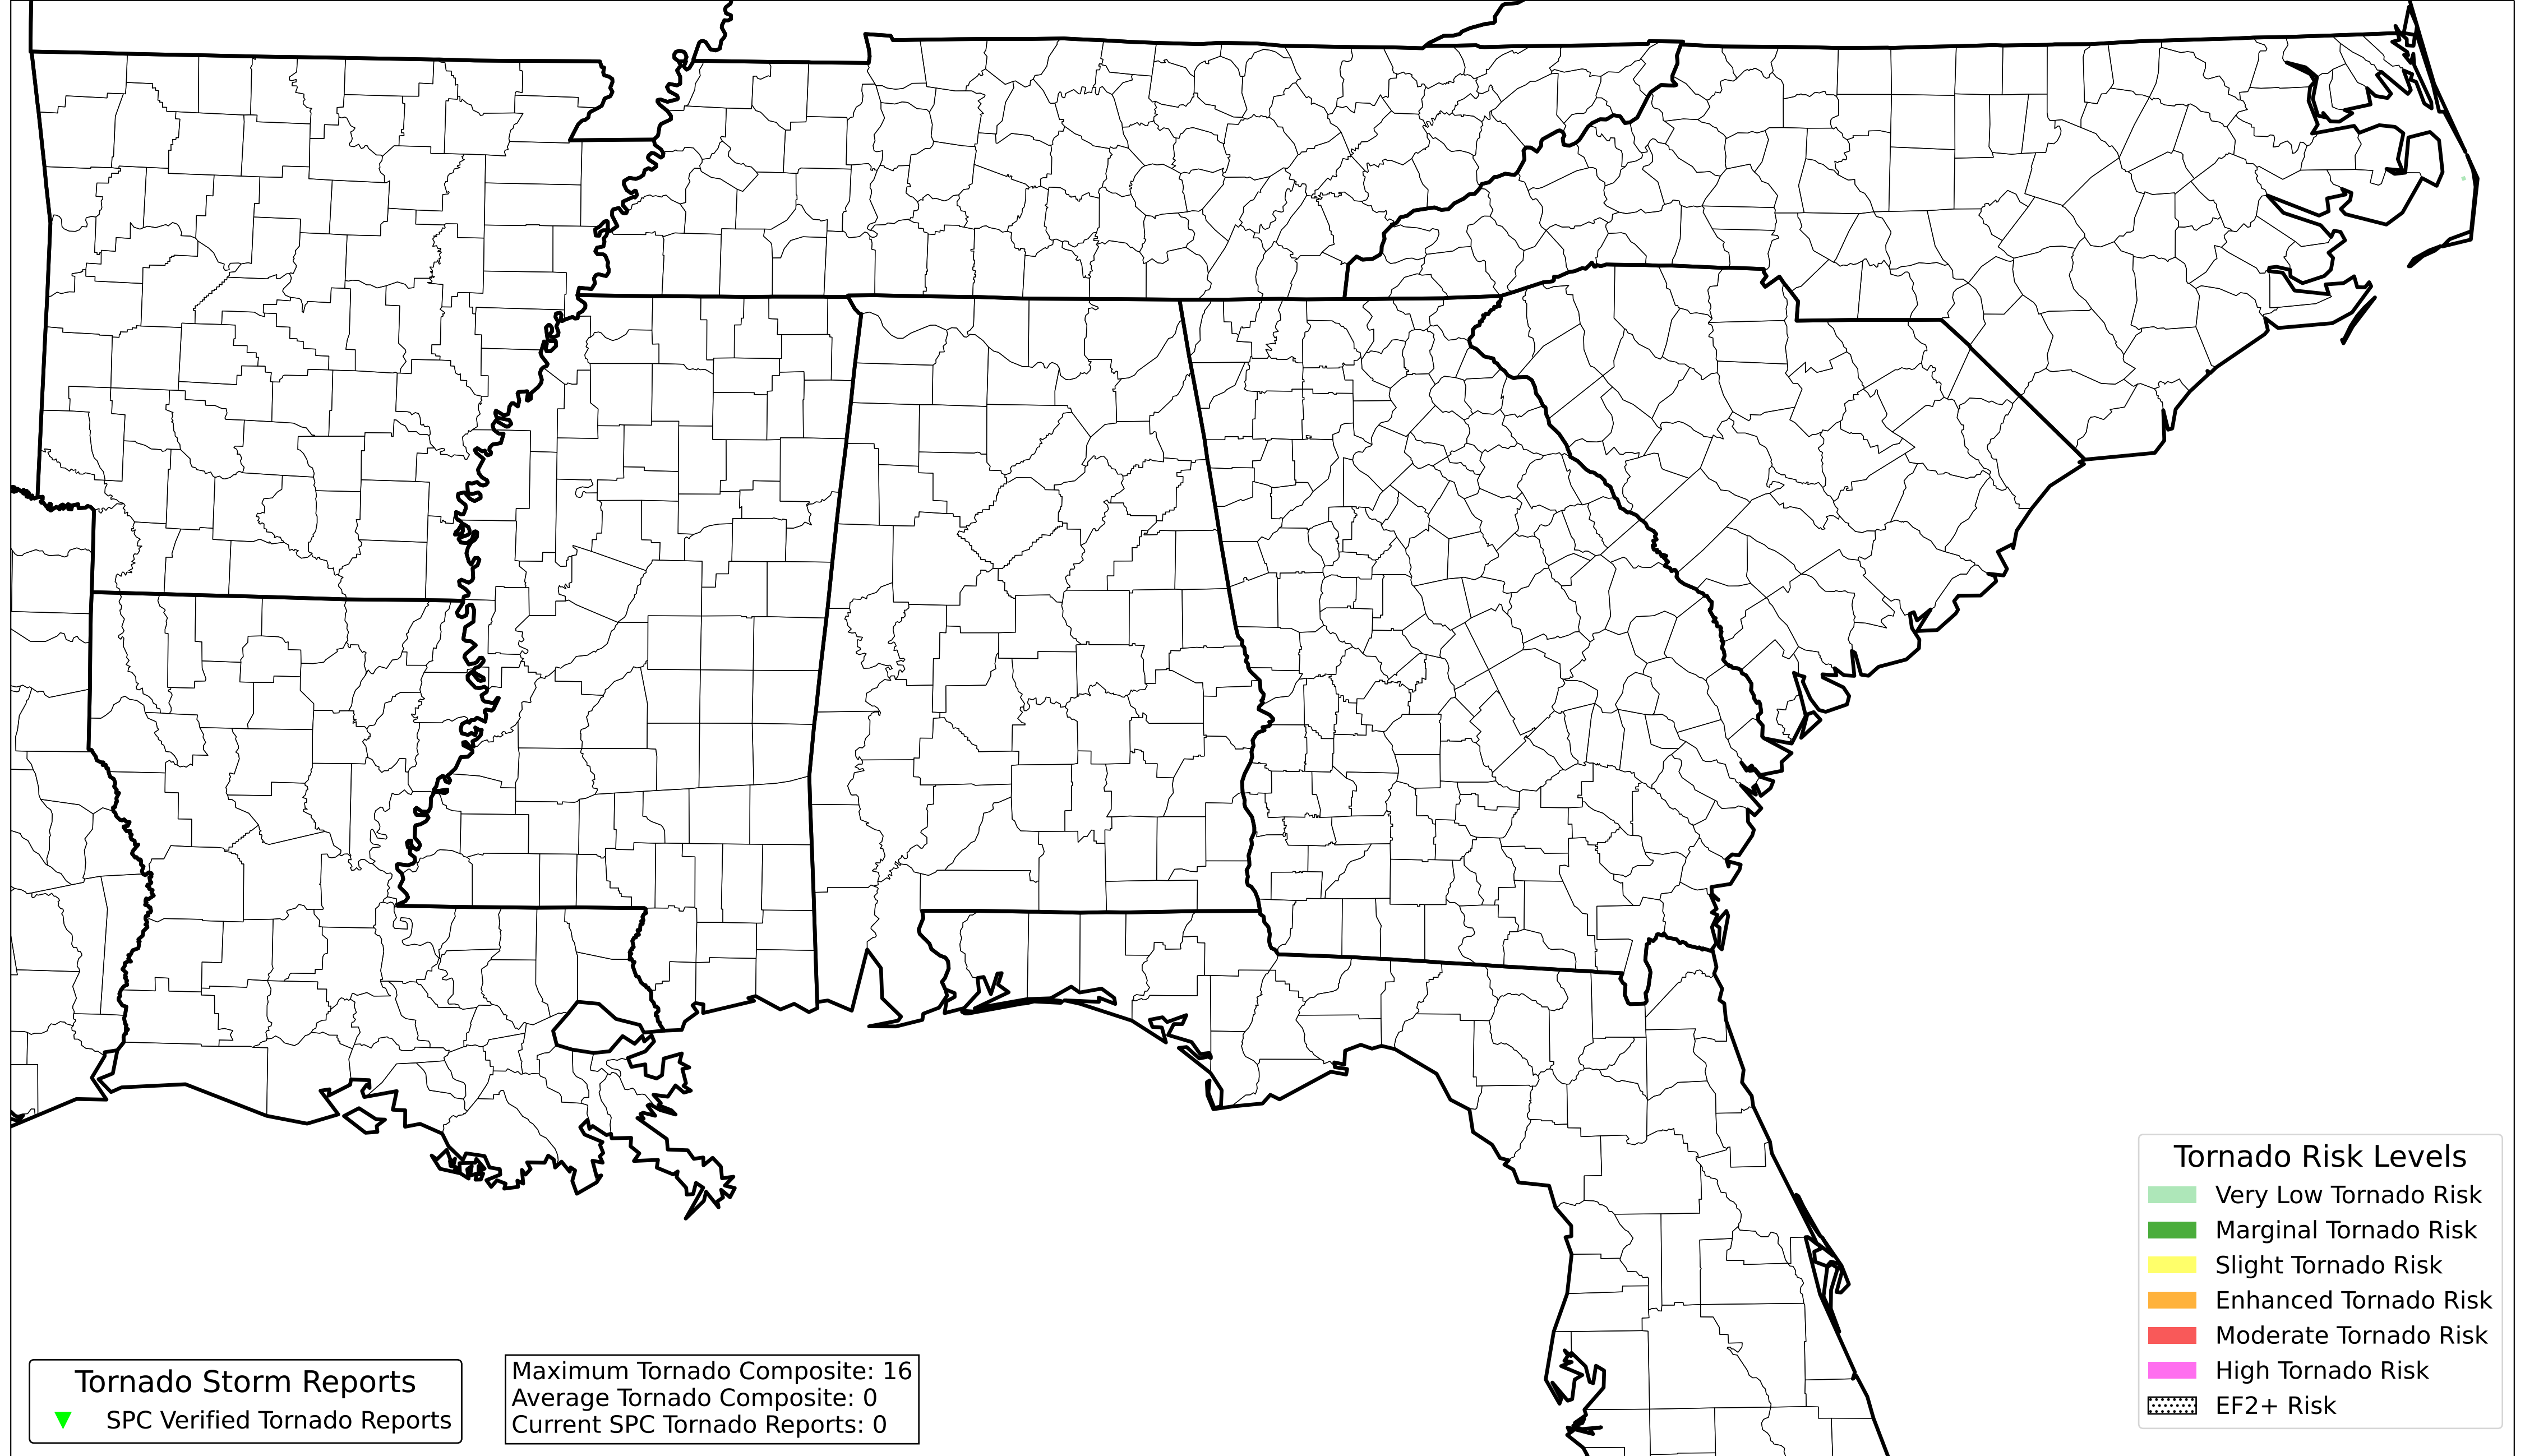 Tornado Risk Levels
Very Low Tornado Risk
Marginal Tornado Risk
Slight Tornado Risk
Enhanced Tornado Risk
Moderate Tornado Risk
High Tornado Risk
EF2+ Risk
Tornado Storm Reports
SPC Verified Tornado Reports
Maximum Tornado Composite: 16
Average Tornado Composite: 0
Current SPC Tornado Reports: 0